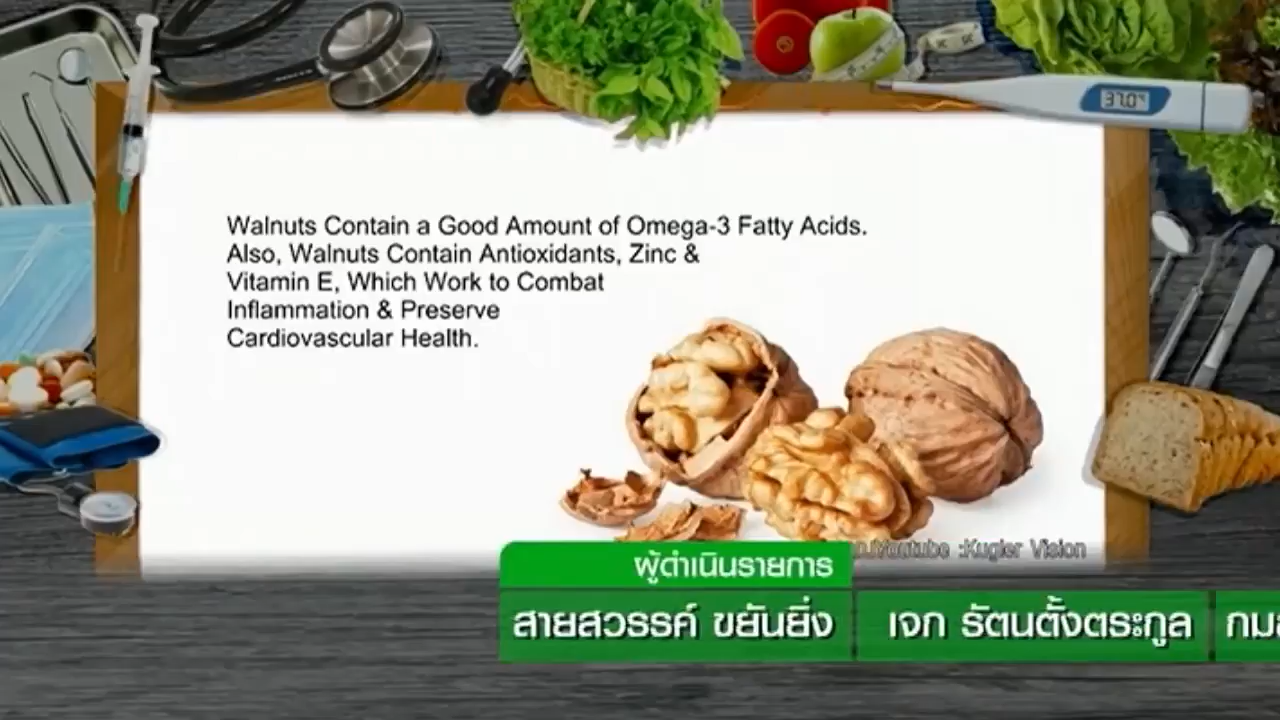 37.0
Walnuts Contain a Good Amount of Omega-3 Fatty Acids.
Also, Walnuts Contain Antioxidants, Zinc &
Vitamin E, Which Work to Combat
Inflammation & Preserve
Cardiovascular Health.
Youtube :Kugler Vision
ผู้ดำเนินรายการ
สายสวรรค์ ขยันยิ่ง
เจก รัตนตั้งตระกูล